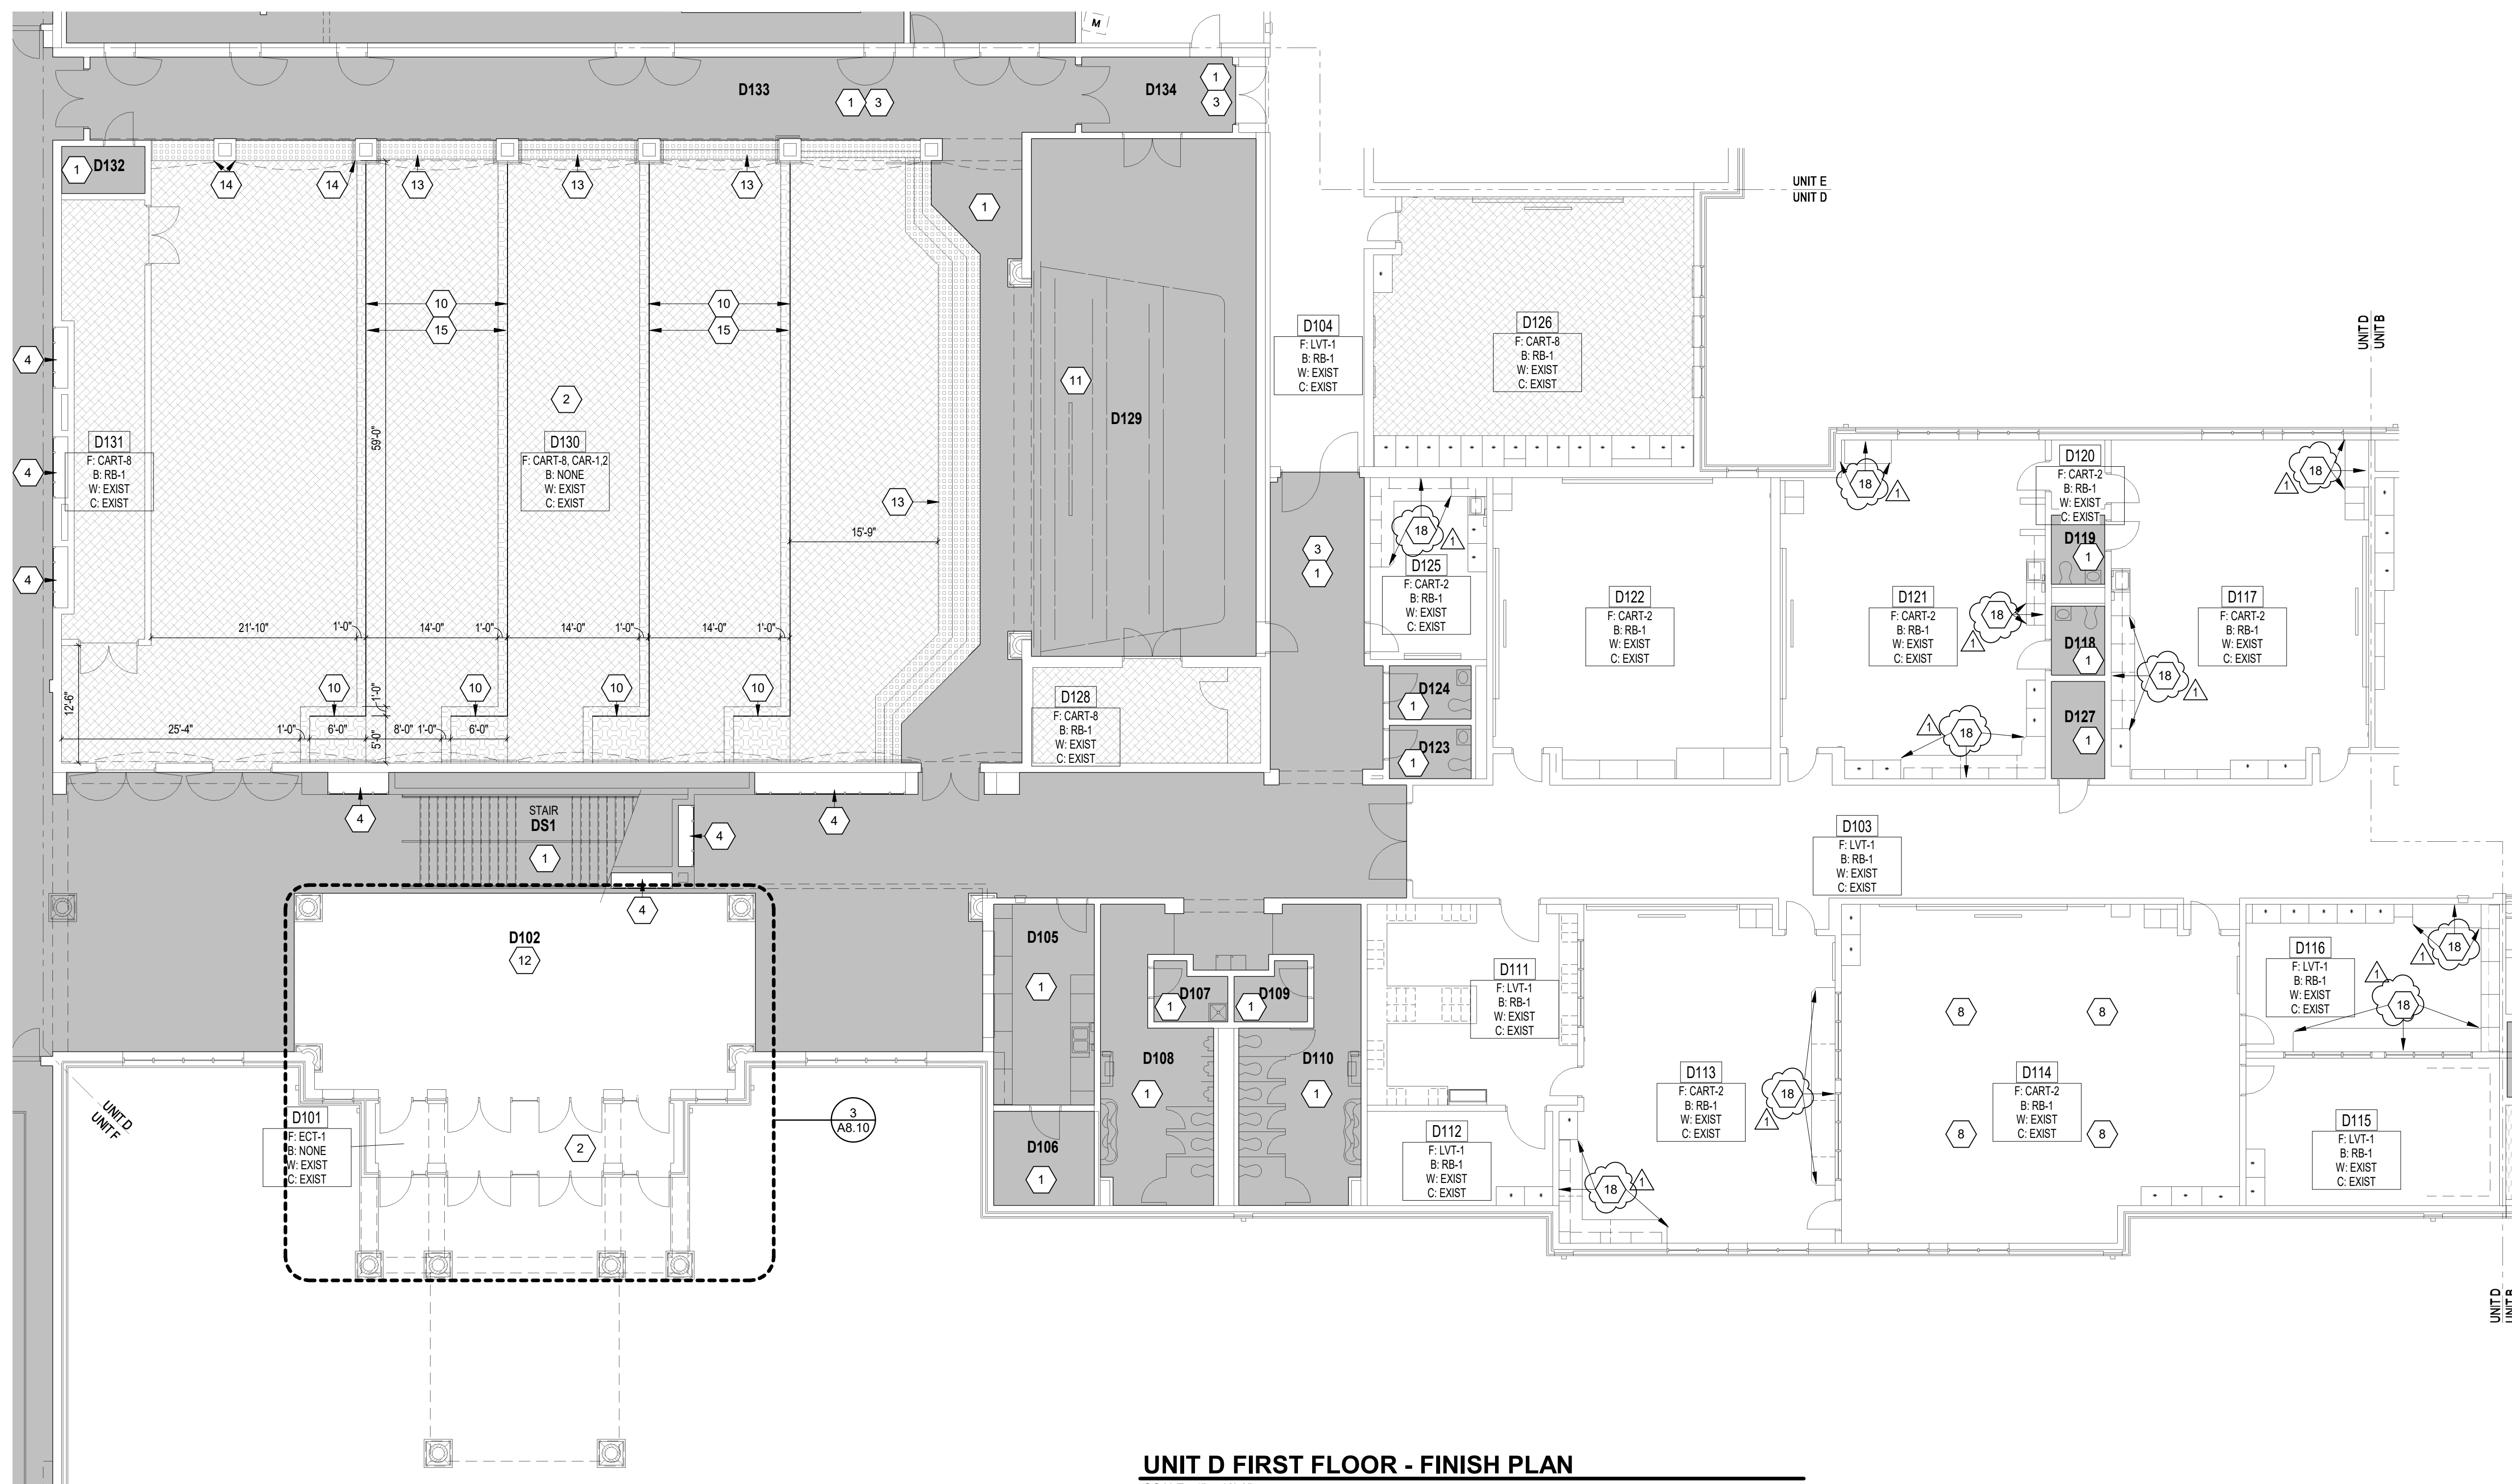 M
D133
1
3
D134
1
3
1
D132
14
14
13
13
13
1
UNIT E
UNIT D
10
15
10
15
D104
F: LVT-1
B: RB-1
W: EXIST
C: EXIST
D126
F: CART-8
B: RB-1
W: EXIST
C: EXIST
UNIT D
UNIT B
4
4
4
11
D129
2
59'-0"
D131
F: CART-8
B: RB-1
W: EXIST
C: EXIST
D130
F: CART-8, CAR-1,2
B: NONE
W: EXIST
C: EXIST
13
15'-9"
3
1
18
1
D125
F: CART-2
B: RB-1
W: EXIST
C: EXIST
18
1
D120
F: CART-2
B: RB-1
W: EXIST
C: EXIST
18
1
D119
1
D122
F: CART-2
B: RB-1
W: EXIST
C: EXIST
D121
F: CART-2
B: RB-1
W: EXIST
C: EXIST
18
1
D118
1
D117
F: CART-2
B: RB-1
W: EXIST
C: EXIST
18
1
21'-10"
1'-0"
14'-0"
1'-0"
14'-0"
1'-0"
14'-0"
1'-0"
12'-6"
10
10
10
10
1'-0"
25'-4"
1'-0"
6'-0"
5'-0"
8'-0"
1'-0"
6'-0"
D128
F: CART-8
B: RB-1
W: EXIST
C: EXIST
D124
1
D123
1
1
18
D127
1
STAIR
DS1
1
4
4
4
4
D103
F: LVT-1
B: RB-1
W: EXIST
C: EXIST
D102
12
D105
1
D107
1
D109
1
D111
F: LVT-1
B: RB-1
W: EXIST
C: EXIST
8
8
D116
F: LVT-1
B: RB-1
W: EXIST
C: EXIST
18
1
18
1
UNIT D
UNIT F
D101
F: ECT-1
B: NONE
W: EXIST
C: EXIST
2
3
A8.10
D108
1
D110
1
D106
1
D112
F: LVT-1
B: RB-1
W: EXIST
C: EXIST
D113
F: CART-2
B: RB-1
W: EXIST
C: EXIST
18
1
18
1
D114
F: CART-2
B: RB-1
W: EXIST
C: EXIST
8
8
D115
F: LVT-1
B: RB-1
W: EXIST
C: EXIST
UNIT D
UNIT B
UNIT D FIRST FLOOR - FINISH PLAN